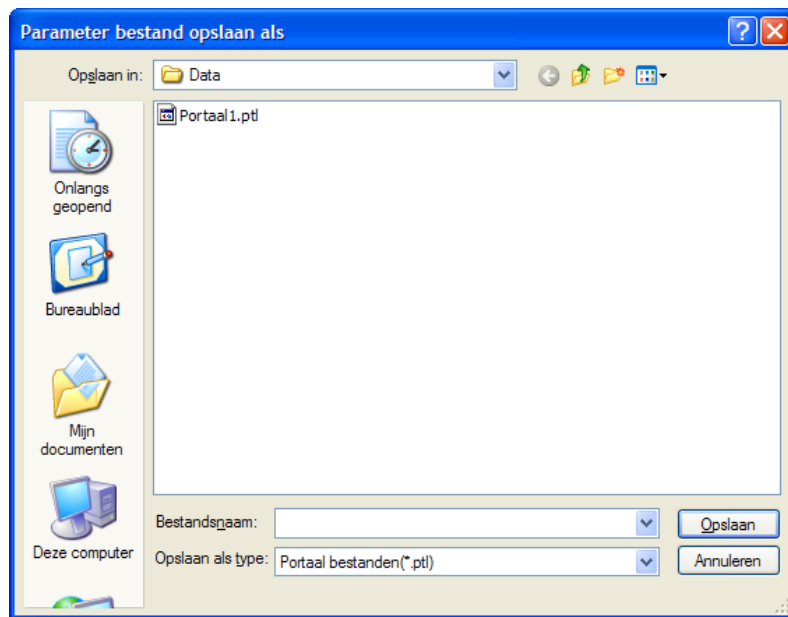 Parameter bestand opslaan als
Opslaan in:
Data
Portaal1.ptl
Onlangs
geopend
Bureaublad
Mijn
documenten
Deze computer
Bestandsnaam:
Opslaan
Opslaan als type:
Portaal bestanden(*.ptl)
Annuleren